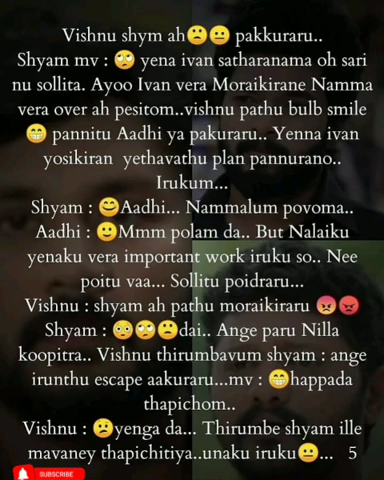 Vishnu shym ah🙁😐 pakkuraru..
Shyam mv : 🙄 yena ivan satharanama oh sari
nu sollita. Ayoo Ivan vera Moraikirane Namma
vera over ah pesitom..vishnu pathu bulb smile
😁 pannitu Aadhi ya pakuraru.. Yenna ivan
yosikiran yethavathu plan pannurano..
Irukum...
Shyam : 😊Aadhi... Nammalum povoma..
Aadhi : 🙂Mmm polam da.. But Nalaiku
yenaku vera important work iruku so.. Nee
poitu vaa... Sollitu poidraru...
Vishnu : shyam ah pathu moraikiraru 😡😡
Shyam : 😳🙄🙁dai.. Ange paru Nilla
koopitra.. Vishnu thirumbavum shyam : ange
irunthu escape aakuraru...mv : 😁happada
thapichom..
Vishnu : 😟yenga da... Thirumbe shyam ille
mavaney thapichitiya..unaku iruku😐... 5
SUBSCRIBE